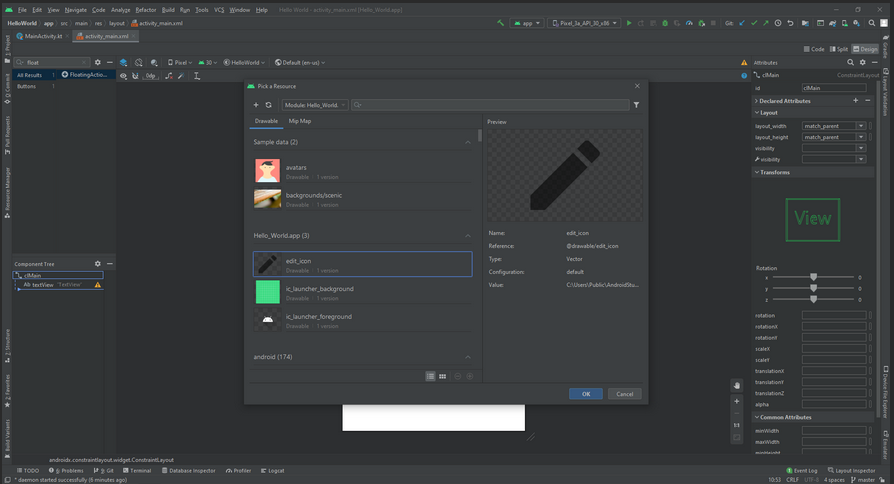 File Edit View Navigate Code Analyze Refactor Build Run Tools VCS Window Help Hello World - activity_main.xml [Hello_World.app]
HelloWorld app src main res layout activity_main.xml
app Pixel_3a_API_30_x86 Git:
MainActivity.kt activity_main.xml
Code Split Design
float
Pixel 30 HelloWorld Default (en-us)
Attributes
All Results 1 FloatingActio...
Buttons 1
0dp
clMain ConstraintLayout
id clMain
Declared Attributes
Layout
layout_width match_parent
layout_height match_parent
visibility
visibility
Transforms
View
Rotation
x 0
y 0
z 0
rotation
rotationX
rotationY
scaleX
scaleY
translationX
translationY
translationZ
alpha
Common Attributes
minWidth
maxWidth
minHeight
Component Tree
clMain
Ab textView "TextView"
Pick a Resource
Module: Hello_World.
Drawable Mip Map
Sample data (2)
avatars
Drawable | 1 version
backgrounds/scenic
Drawable | 1 version
Hello_World.app (3)
edit_icon
Drawable | 1 version
ic_launcher_background
Drawable | 1 version
ic_launcher_foreground
Drawable | 1 version
android (174)
Preview
Name: edit_icon
Reference: @drawable/edit_icon
Type: Vector
Configuration: default
Value: C:\Users\Public\AndroidStu...
OK Cancel
1:1
1: Project
0: Commit
Pull Requests
Resource Manager
7: Structure
2: Favorites
Build Variants
Gradle
Layout Validation
Device File Explorer
Emulator
androidx.constraintlayout.widget.ConstraintLayout
TODO 6: Problems 9: Git Terminal Database Inspector Profiler Logcat Event Log Layout Inspector
* daemon started successfully (6 minutes ago) 10:53 CRLF UTF-8 4 spaces master